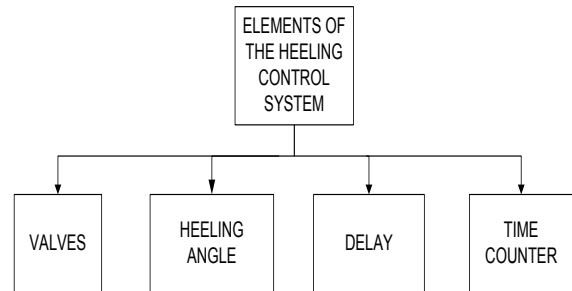 ELEMENTS OF
THE HEELING
CONTROL
SYSTEM
VALVES
HEELING
ANGLE
DELAY
TIME
COUNTER